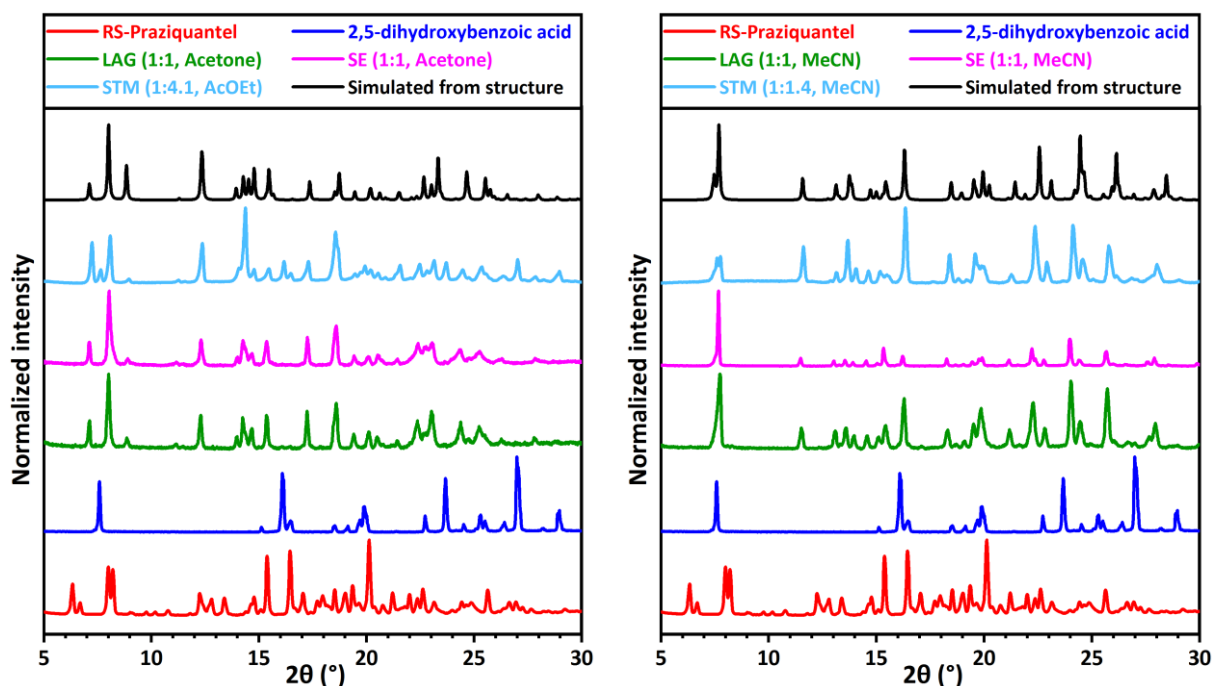 RS-Praziquantel 2,5-dihydroxybenzoic acid
LAG (1:1, Acetone) SE (1:1, Acetone)
STM (1:4.1, AcOEt) Simulated from structure
Normalized intensity
5 10 15 20 25 30
2θ (°)
RS-Praziquantel 2,5-dihydroxybenzoic acid
LAG (1:1, MeCN) SE (1:1, MeCN)
STM (1:1.4, MeCN) Simulated from structure
Normalized intensity
5 10 15 20 25 30
2θ (°)